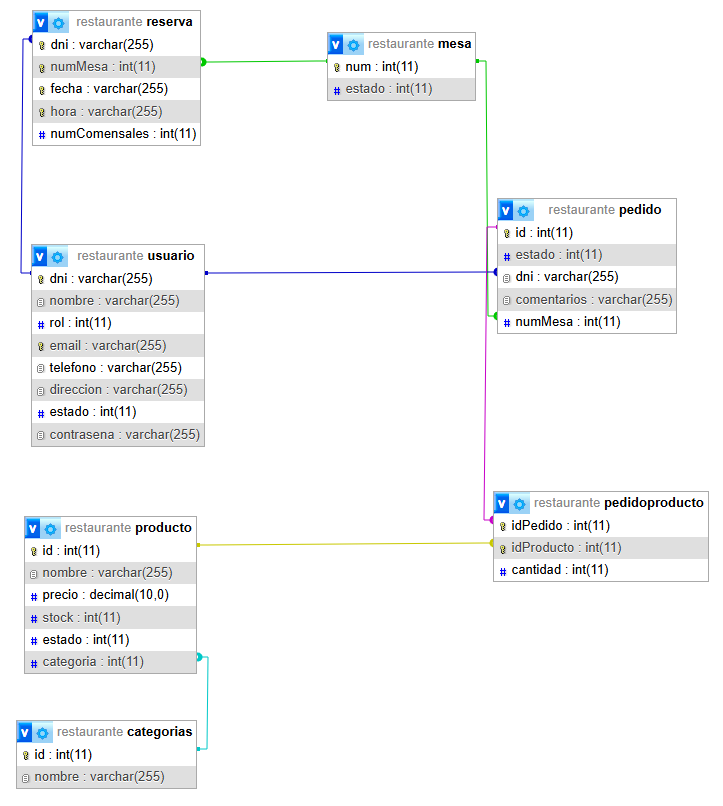 v restaurante reserva
dni : varchar(255)
numMesa : int(11)
fecha : varchar(255)
hora : varchar(255)
# numComensales : int(11)
v restaurante mesa
num : int(11)
# estado : int(11)
v restaurante pedido
id : int(11)
# estado : int(11)
dni : varchar(255)
comentarios : varchar(255)
# numMesa : int(11)
v restaurante usuario
dni : varchar(255)
nombre : varchar(255)
# rol : int(11)
email : varchar(255)
telefono : varchar(255)
direccion : varchar(255)
# estado : int(11)
contrasena : varchar(255)
v restaurante pedidoproducto
idPedido : int(11)
idProducto : int(11)
# cantidad : int(11)
v restaurante producto
id : int(11)
nombre : varchar(255)
# precio : decimal(10,0)
# stock : int(11)
# estado : int(11)
# categoria : int(11)
v restaurante categorias
id : int(11)
nombre : varchar(255)